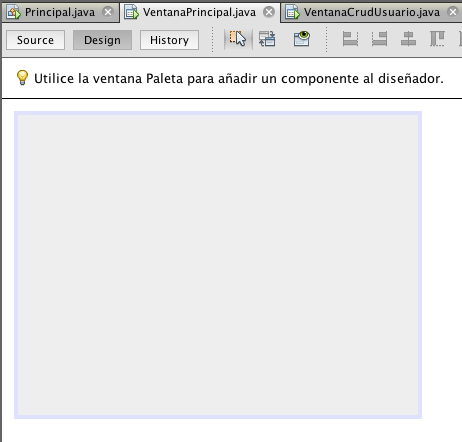 Principal.java VentanaPrincipal.java VentanaCrudUsuario.java
Source Design History
Utilice la ventana Paleta para añadir un componente al diseñador.